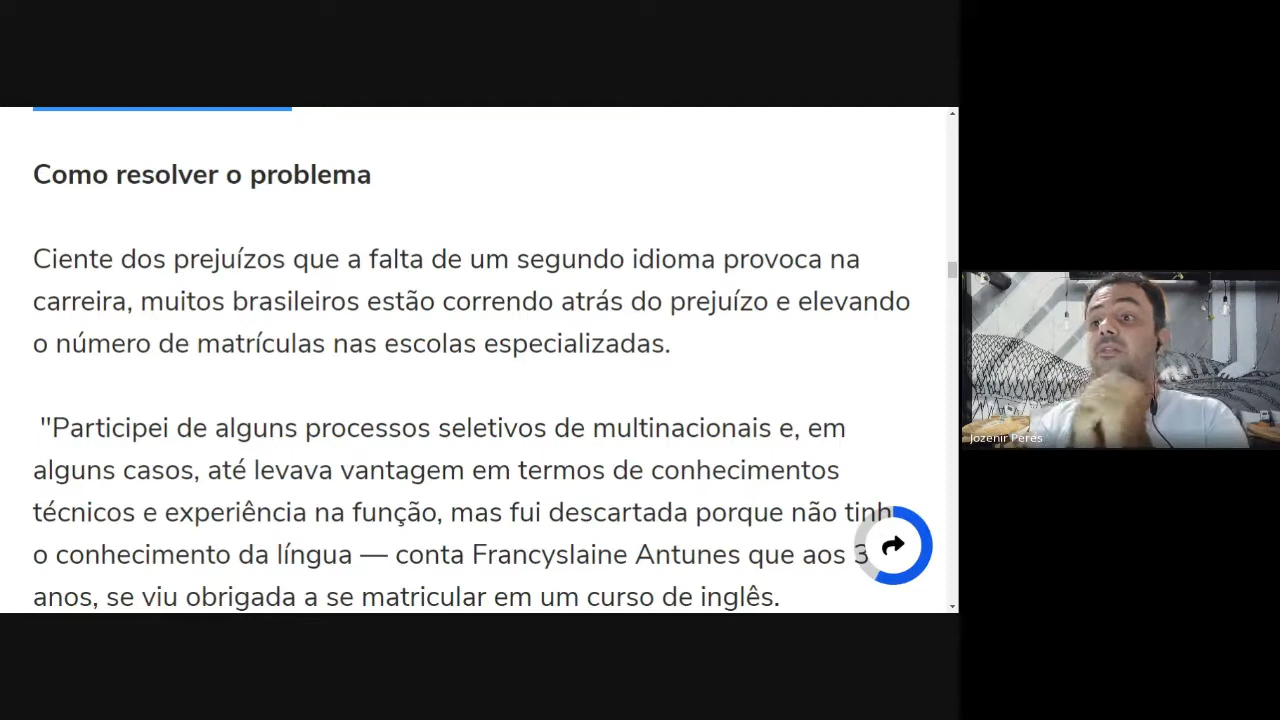 Como resolver o problema
Ciente dos prejuízos que a falta de um segundo idioma provoca na
carreira, muitos brasileiros estão correndo atrás do prejuízo e elevando
o número de matrículas nas escolas especializadas.
"Participei de alguns processos seletivos de multinacionais e, em
alguns casos, até levava vantagem em termos de conhecimentos
técnicos e experiência na função, mas fui descartada porque não
o conhecimento da língua — conta Francyslaine Antunes que aos
anos, se viu obrigada a se matricular em um curso de inglês.
Jozenir Peres